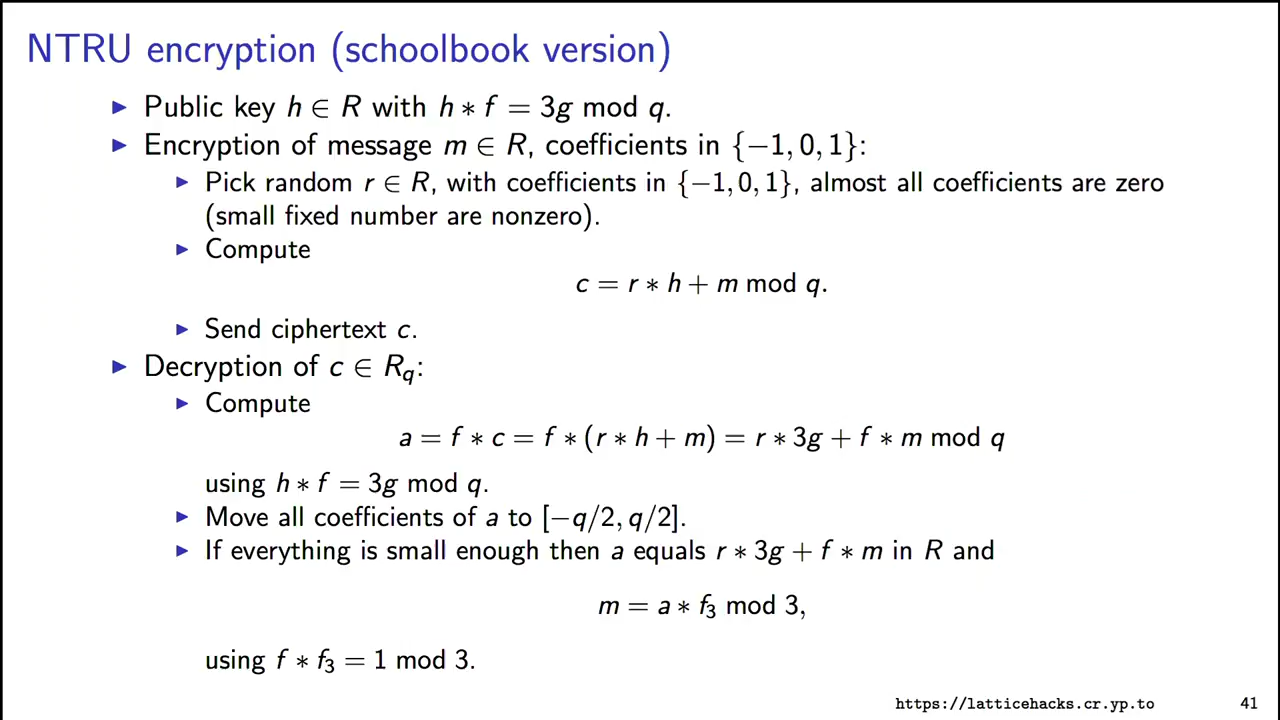 NTRU encryption (schoolbook version)
▶ Public key h ∈ R with h ∗ f = 3g mod q.
▶ Encryption of message m ∈ R, coefficients in {−1, 0, 1}:
▶ Pick random r ∈ R, with coefficients in {−1, 0, 1}, almost all coefficients are zero
(small fixed number are nonzero).
▶ Compute
c = r ∗ h + m mod q.
▶ Send ciphertext c.
▶ Decryption of c ∈ R_q:
▶ Compute
a = f ∗ c = f ∗ (r ∗ h + m) = r ∗ 3g + f ∗ m mod q
using h ∗ f = 3g mod q.
▶ Move all coefficients of a to [−q/2, q/2].
▶ If everything is small enough then a equals r ∗ 3g + f ∗ m in R and
m = a ∗ f₃ mod 3,
using f ∗ f₃ = 1 mod 3.
https://latticehacks.cr.yp.to 41